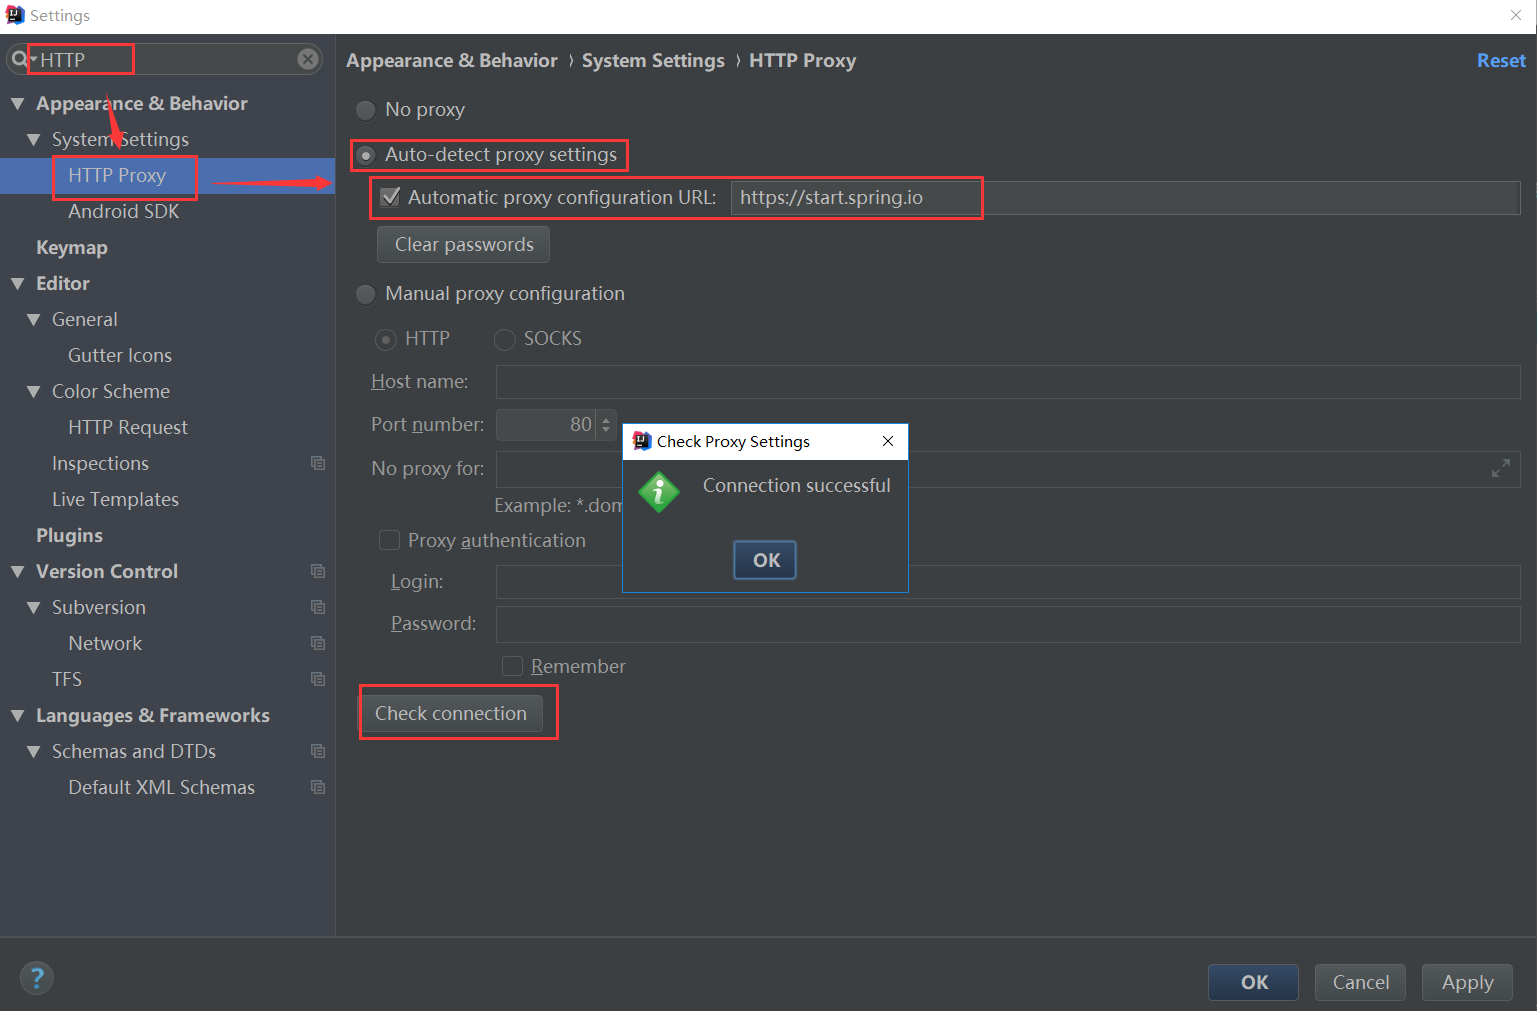 Settings
HTTP
Appearance & Behavior
System Settings
HTTP Proxy
Android SDK
Keymap
Editor
General
Gutter Icons
Color Scheme
HTTP Request
Inspections
Live Templates
Plugins
Version Control
Subversion
Network
TFS
Languages & Frameworks
Schemas and DTDs
Default XML Schemas
Appearance & Behavior › System Settings › HTTP Proxy
Reset
No proxy
Auto-detect proxy settings
Automatic proxy configuration URL: https://start.spring.io
Clear passwords
Manual proxy configuration
HTTP SOCKS
Host name:
Port number: 80
No proxy for:
Example: *.dom
Proxy authentication
Login:
Password:
Remember
Check connection
Check Proxy Settings
Connection successful
OK
?
OK Cancel Apply